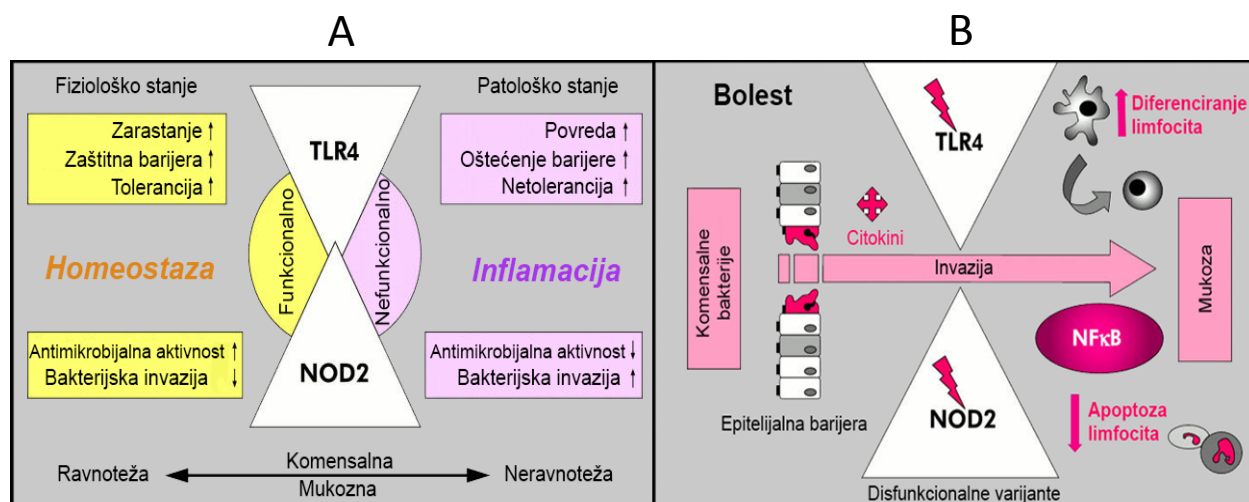 A
B
Fiziološko stanje
Patološko stanje
Zarastanje ↑
Zaštitna barijera ↑
Tolerancija ↑
TLR4
Povreda ↑
Oštećenje barijere ↑
Netolerancija ↑
Homeostaza
Funkcionalno
Nefunkcionalno
Inflamacija
Antimikrobijalna aktivnost ↑
Bakterijska invazija ↓
NOD2
Antimikrobijalna aktivnost ↓
Bakterijska invazija ↑
Ravnoteža
Komensalna
Mukozna
Neravnoteža
Bolest
TLR4
Diferenciranje
limfocita
Komensalne
bakterije
Citokini
Invazija
Mukoza
NFκB
NOD2
Epitelijalna barijera
Apoptoza
limfocita
Disfunkcionalne varijante